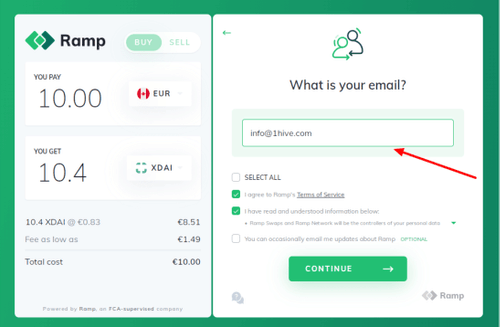 Ramp
BUY SELL
YOU PAY
10.00 EUR
YOU GET
10.4 XDAI
10.4 XDAI @ €0.83 €8.51
Fee as low as €1.49
Total cost €10.00
Powered by Ramp, an FCA-supervised company
What is your email?
info@1hive.com
SELECT ALL
I agree to Ramp's Terms of Service
I have read and understood information below:
• Ramp Swaps and Ramp Network will be the controllers of your personal data
You can occasionally email me updates about Ramp OPTIONAL
CONTINUE
Ramp